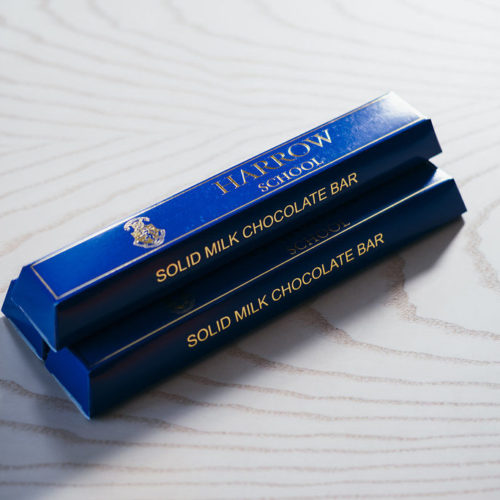 HARROW
SCHOOL
SOLID MILK CHOCOLATE BAR
SCHOOL
SOLID MILK CHOCOLATE BAR